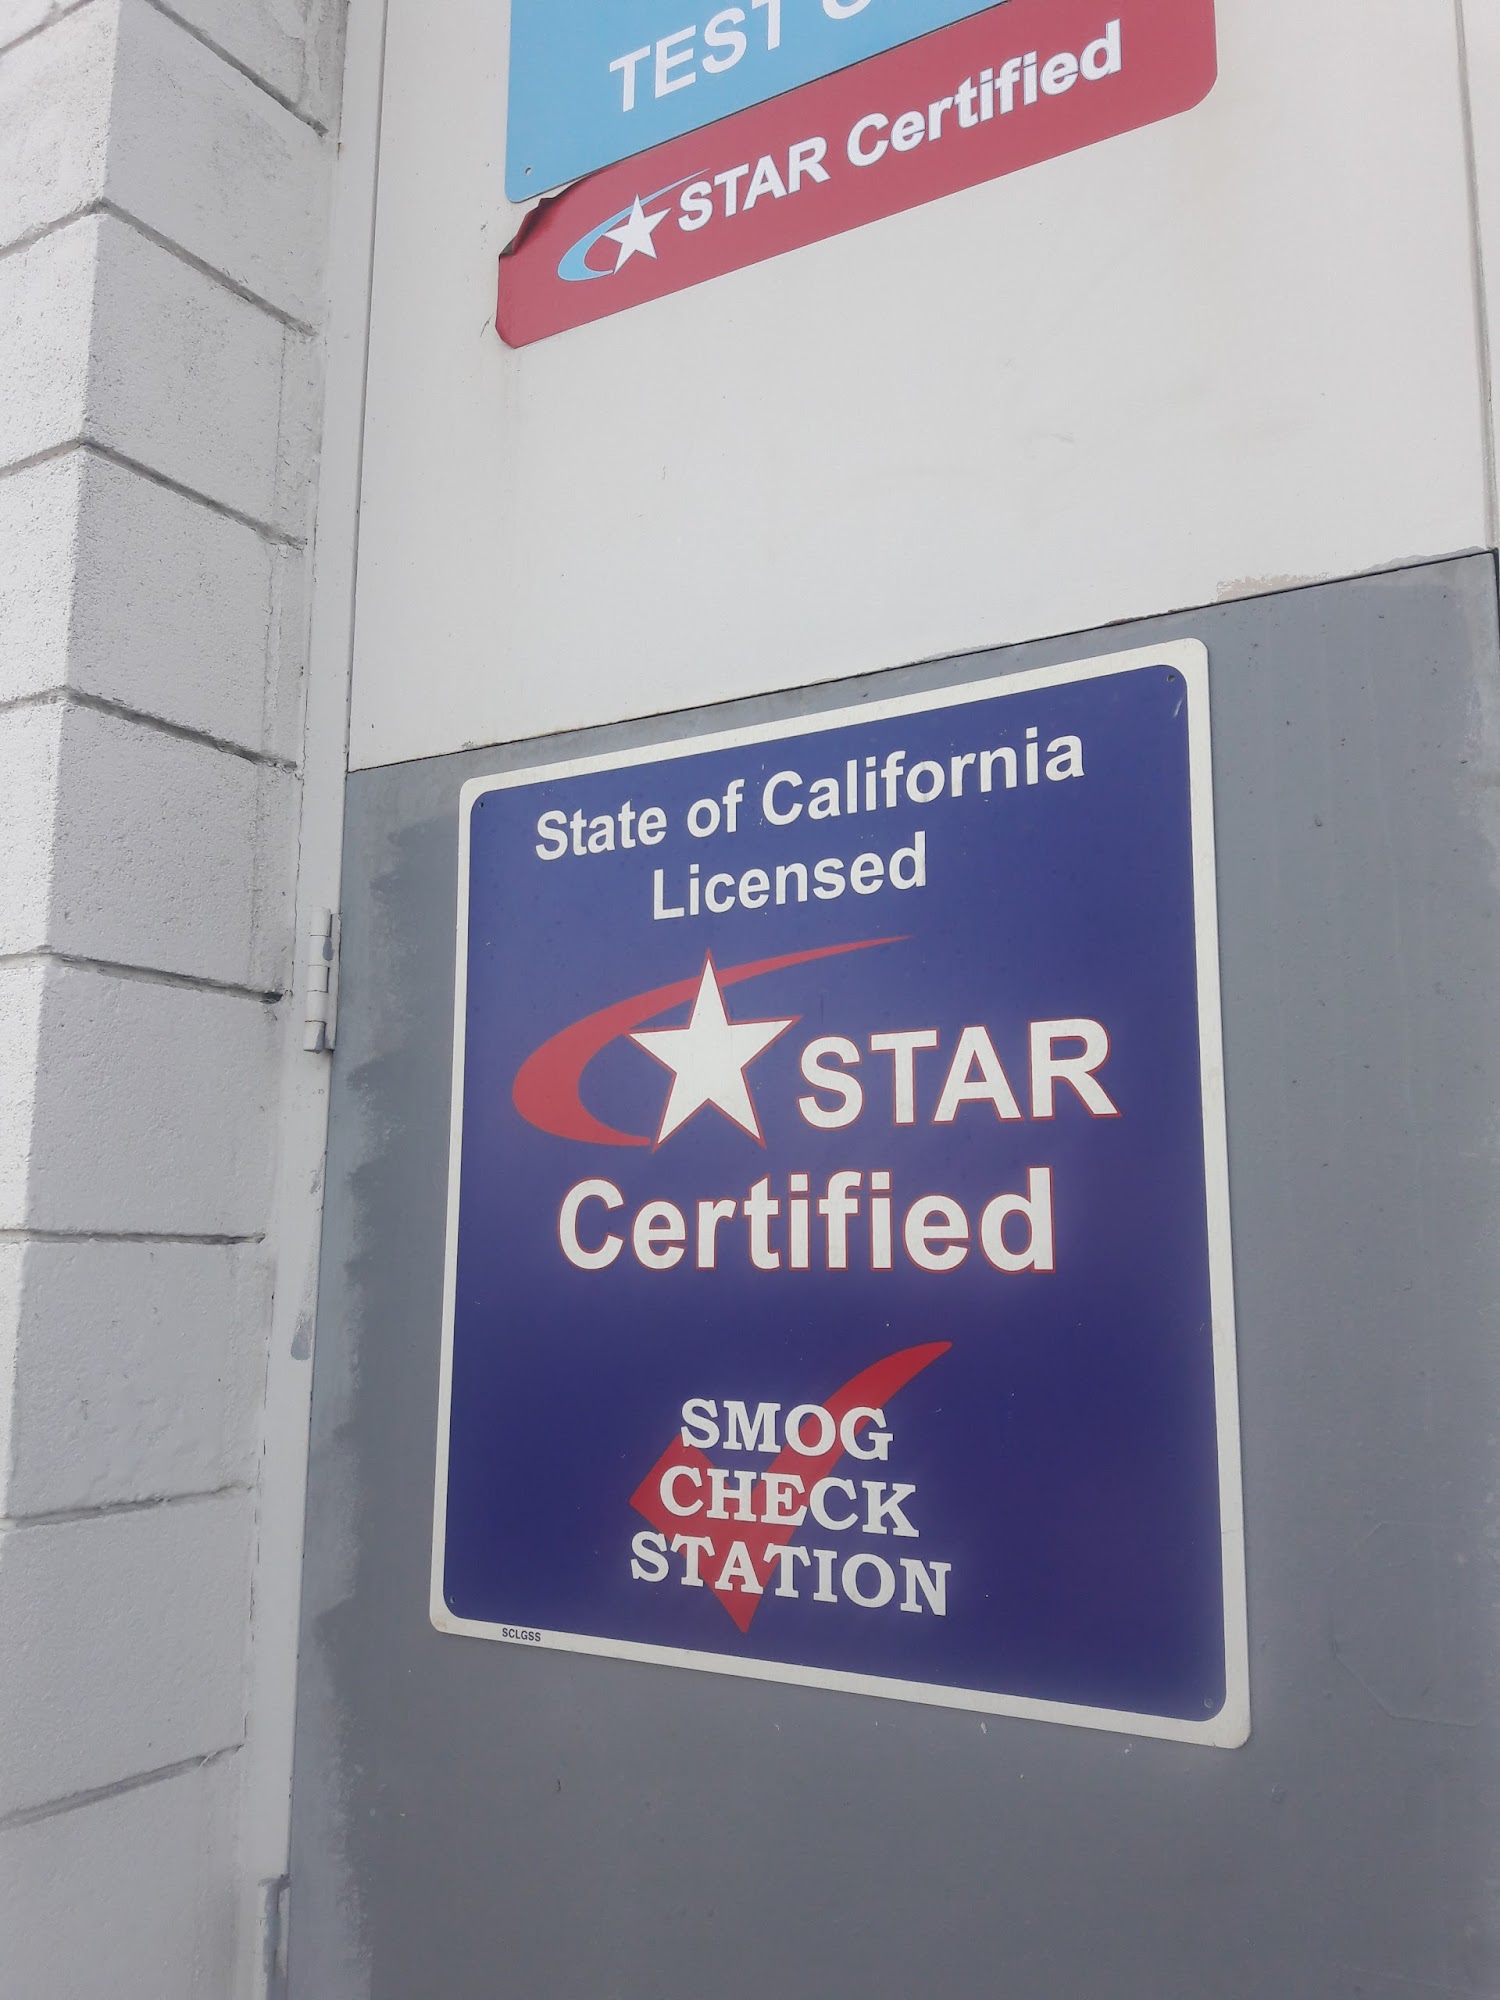 TEST
STAR Certified
State of California
Licensed
STAR
Certified
SMOG
CHECK
STATION
SCLGSS